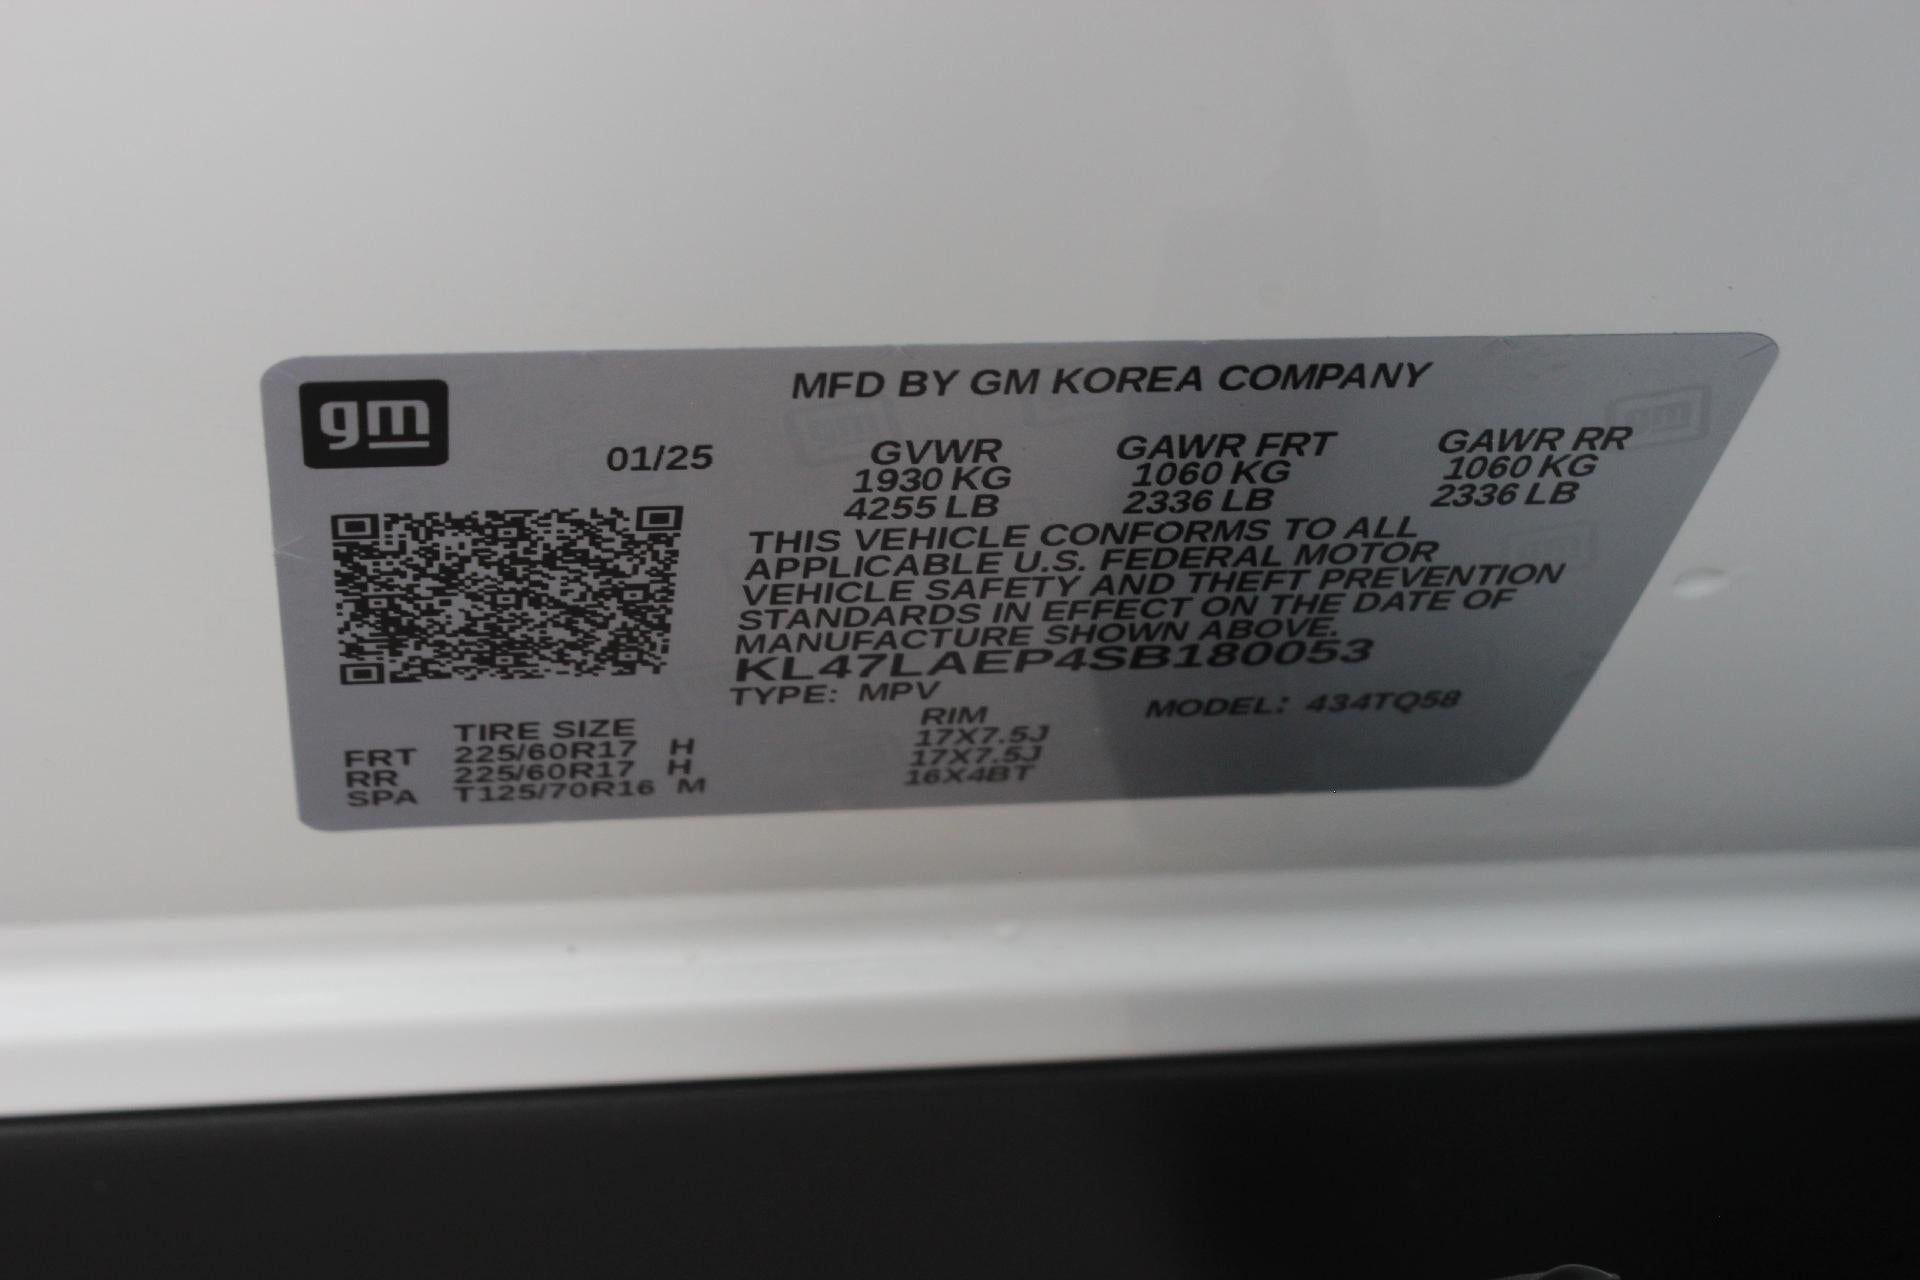 gm
MFD BY GM KOREA COMPANY
01/25
GVWR GAWR FRT GAWR RR
1930 KG 1060 KG 1060 KG
4255 LB 2336 LB 2336 LB
THIS VEHICLE CONFORMS TO ALL
APPLICABLE U.S. FEDERAL MOTOR
VEHICLE SAFETY AND THEFT PREVENTION
STANDARDS IN EFFECT ON THE DATE OF
MANUFACTURE SHOWN ABOVE.
KL47LAEP4SB180053
TYPE: MPV MODEL: 434TQ58
TIRE SIZE RIM
FRT 225/60R17 H 17X7.5J
RR 225/60R17 H 17X7.5J
SPA T125/70R16 M 16X4BT